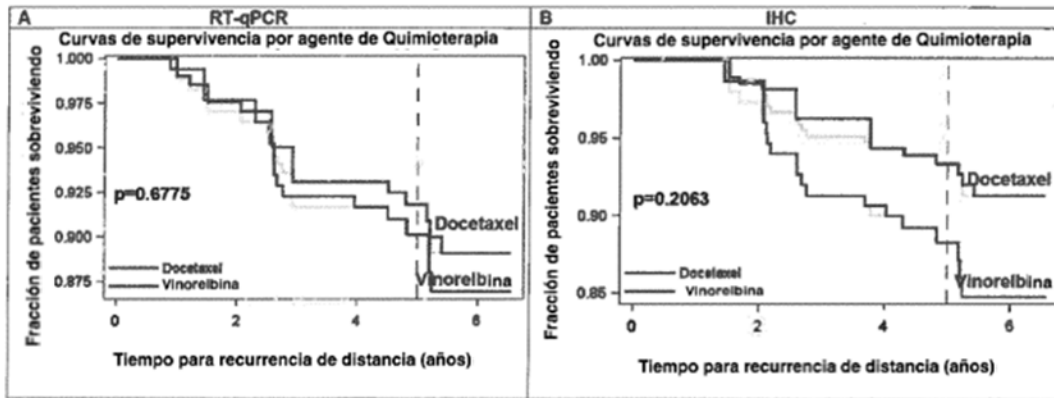 A RT-qPCR
Curvas de supervivencia por agente de Quimioterapia
Fracción de pacientes sobreviviendo
1.000
0.975
0.950
0.925
0.900
0.875
p=0.6775
Docetaxel
Vinorelbina
Docetaxel
Vinorelbina
0 2 4 6
Tiempo para recurrencia de distancia (años)
B IHC
Curvas de supervivencia por agente de Quimioterapia
Fracción de pacientes sobreviviendo
1.00
0.95
0.90
0.85
p=0.2063
Docetaxel
Vinorelbina
Docetaxel
Vinorelbina
0 2 4 6
Tiempo para recurrencia de distancia (años)